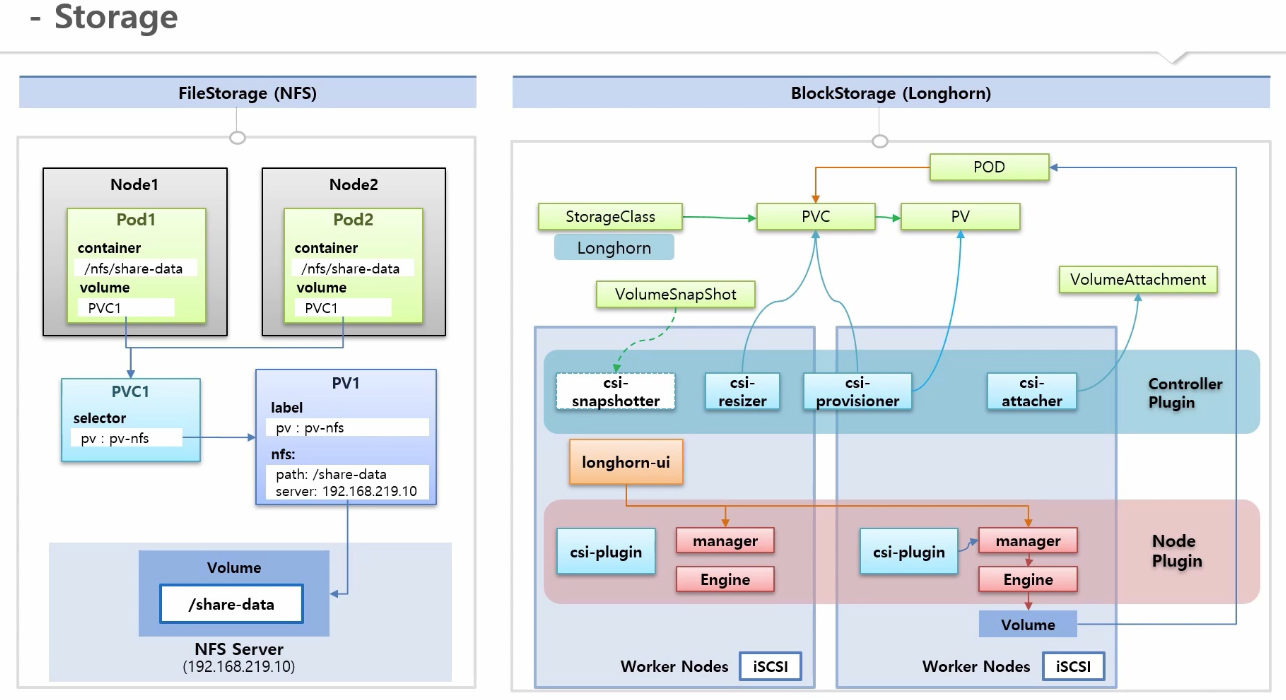 - Storage
FileStorage (NFS)
Node1
Pod1
container
/nfs/share-data
volume
PVC1
Node2
Pod2
container
/nfs/share-data
volume
PVC1
PVC1
selector
pv : pv-nfs
PV1
label
pv : pv-nfs
nfs:
path: /share-data
server: 192.168.219.10
Volume
/share-data
NFS Server
(192.168.219.10)
BlockStorage (Longhorn)
POD
StorageClass
PVC
PV
Longhorn
VolumeSnapShot
VolumeAttachment
csi-
snapshotter
csi-
resizer
csi-
provisioner
csi-
attacher
Controller
Plugin
longhorn-ui
csi-plugin
manager
Engine
csi-plugin
manager
Engine
Node
Plugin
Volume
Worker Nodes
iSCSI
Worker Nodes
iSCSI